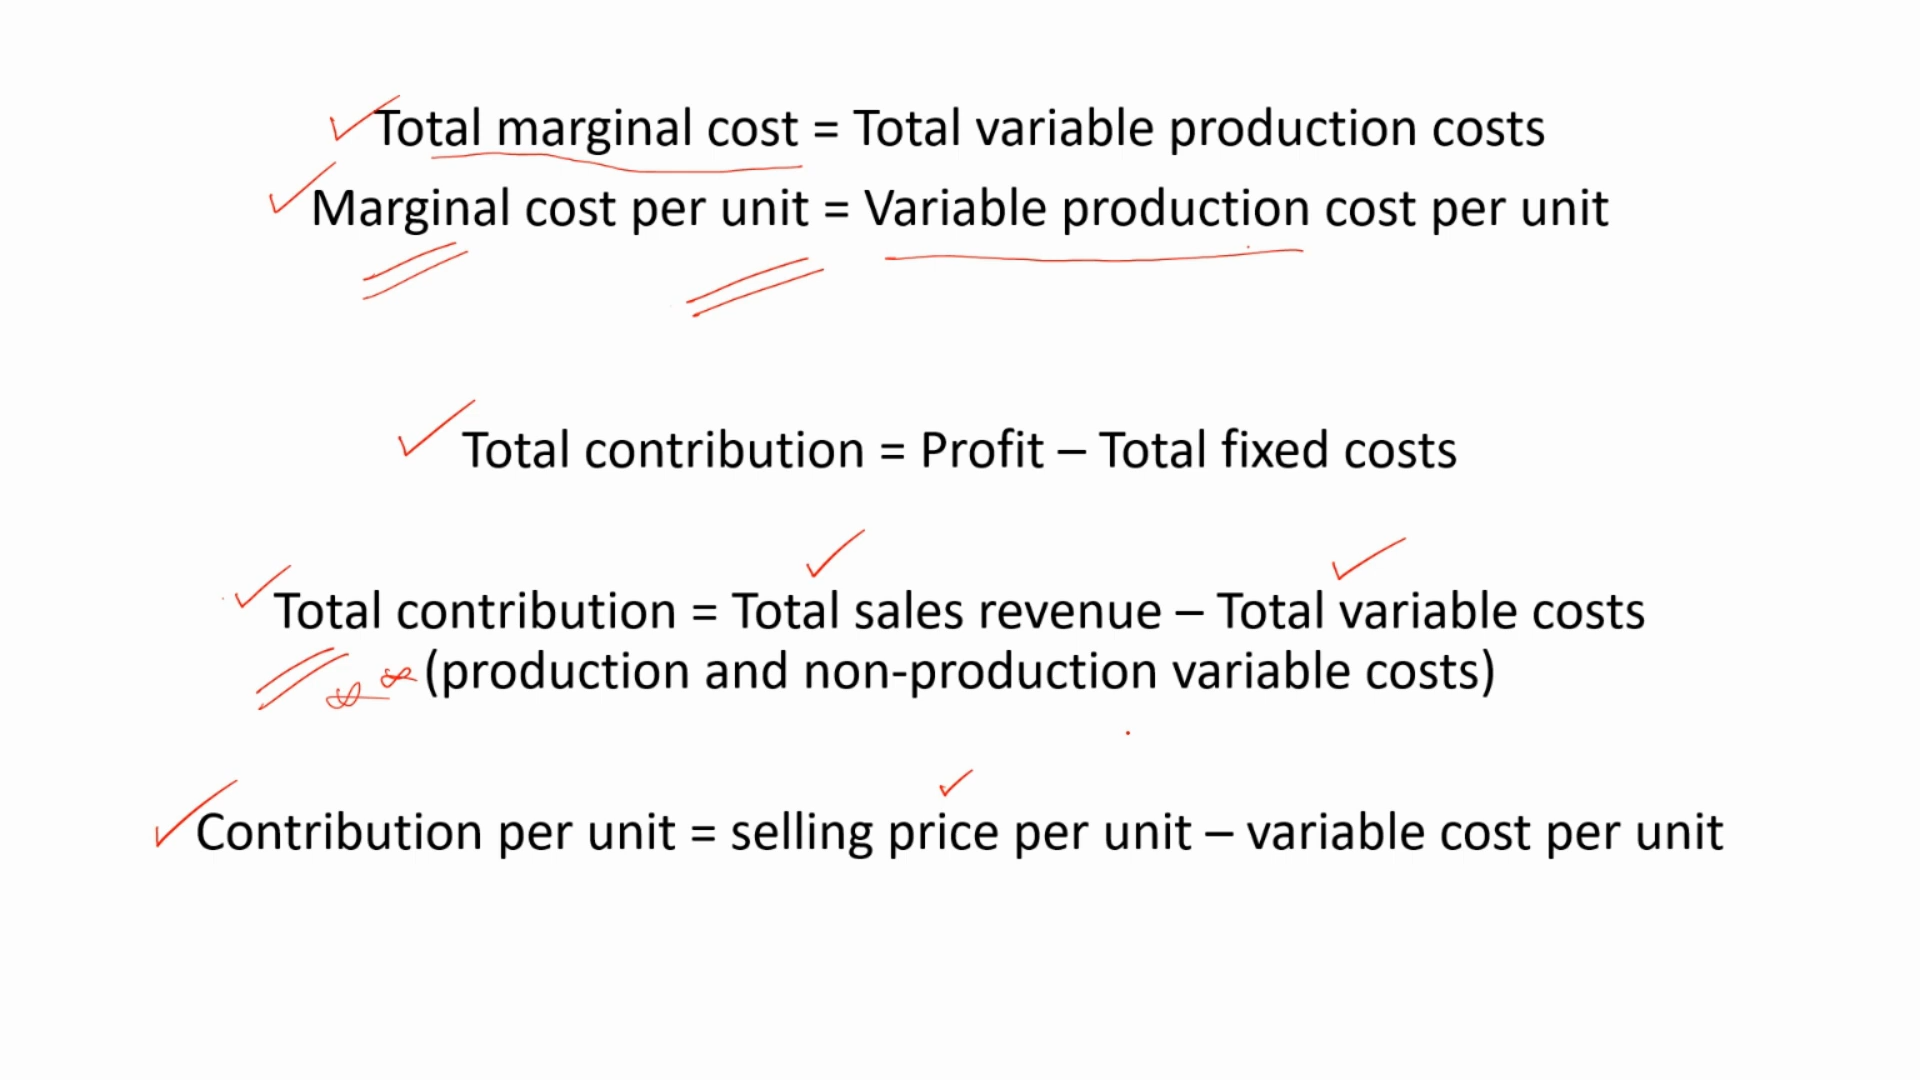 Total marginal cost = Total variable production costs
Marginal cost per unit = Variable production cost per unit
Total contribution = Profit – Total fixed costs
Total contribution = Total sales revenue – Total variable costs
(production and non-production variable costs)
Contribution per unit = selling price per unit – variable cost per unit